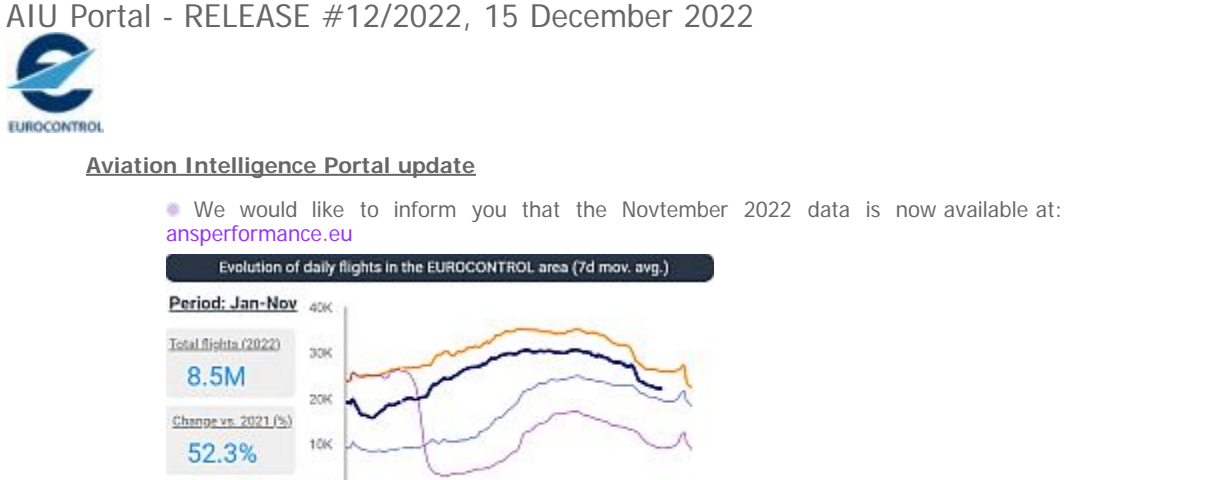 AIU Portal - RELEASE #12/2022, 15 December 2022
EUROCONTROL
Aviation Intelligence Portal update
We would like to inform you that the Novtember 2022 data is now available at:
ansperformance.eu
Evolution of daily flights in the EUROCONTROL area (7d mov. avg.)
Period: Jan-Nov
40K
Total flights (2022)
30K
8.5M
20K
Change vs. 2021 (%)
10K
52.3%